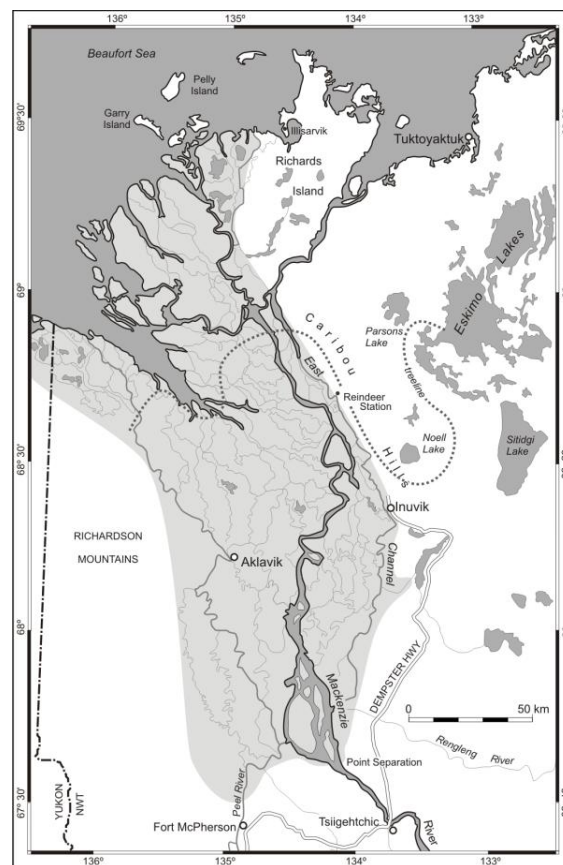 136°
135°
134°
133°
Beaufort Sea
Pelly
Island
Garry
Island
69°30'
Illisarvik
Tuktoyaktuk
Richards
Island
Eskimo
Lakes
69°
Caribou
Hills
Parsons
Lake
treeline
East
Channel
Reindeer
Station
Noell
Lake
Sitidgi
Lake
68°30'
Inuvik
RICHARDSON
MOUNTAINS
Aklavik
68°
Mackenzie
River
DEMPSTER HWY
0
50 km
Rengleng
River
Point Separation
YUKON
NWT
Peel River
67°30'
Fort McPherson
Tsiigehtchic
136°
135°
134°
133°